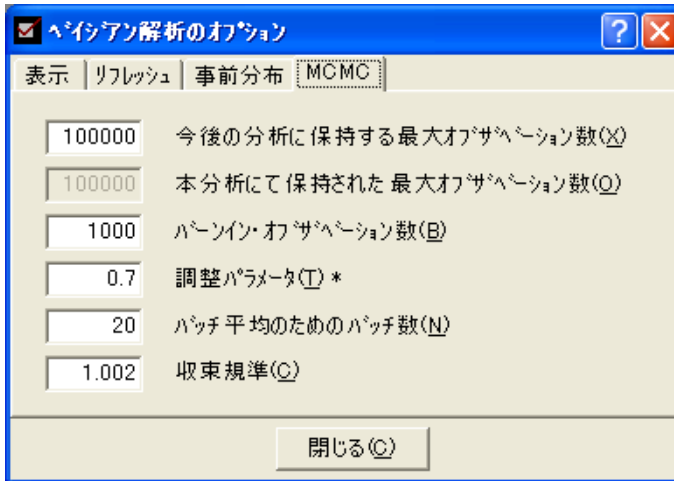 ﾍﾞｲｼﾞｱﾝ解析のｵﾌﾟｼｮﾝ
表示 ﾘﾌﾚｯｼｭ 事前分布 MCMC
100000 今後の分析に保持する最大ｵﾌﾞｻﾞﾍﾞｰｼｮﾝ数(X)
100000 本分析にて保持された最大ｵﾌﾞｻﾞﾍﾞｰｼｮﾝ数(O)
1000 ﾊﾞｰﾝｲﾝ･ｵﾌﾞｻﾞﾍﾞｰｼｮﾝ数(B)
0.7 調整ﾊﾟﾗﾒｰﾀ(T) *
20 ﾊﾞｯﾁ平均のためのﾊﾞｯﾁ数(N)
1.002 収束規準(C)
閉じる(C)